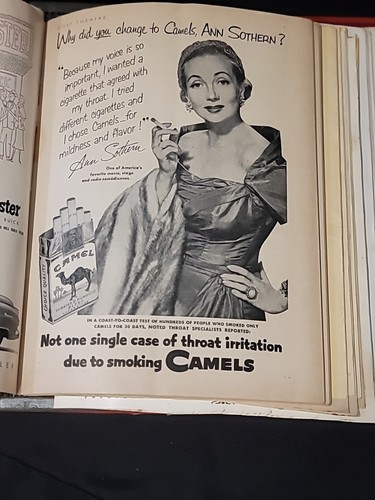 Why did you change to Camels, ANN SOTHERN?
"Because my voice is so
important, I wanted a
cigarette that agreed with
my throat. I tried
different cigarettes and
I chose Camels—for
mildness and flavor!"
Ann Sothern
One of America's
favorite movie, stage
and radio comediennes.
CAMEL
CHOICE QUALITY
IN A COAST-TO-COAST TEST OF HUNDREDS OF PEOPLE WHO SMOKED ONLY
CAMELS FOR 30 DAYS, NOTED THROAT SPECIALISTS REPORTED:
Not one single case of throat irritation
due to smoking CAMELS
BUICK